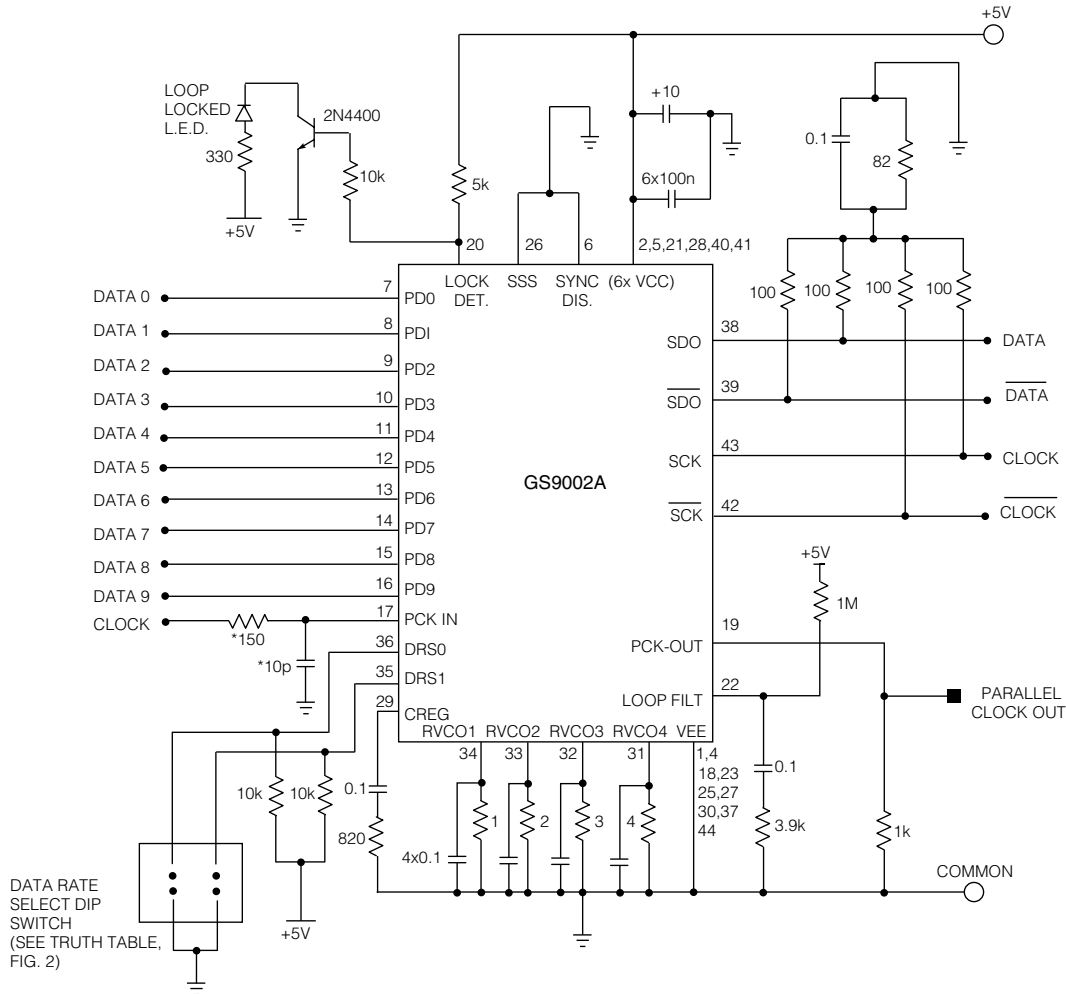 +5V
LOOP
LOCKED
L.E.D.
2N4400
330
10k
+5V
5k
+10
6x100n
0.1
82
20
26
6
2,5,21,28,40,41
LOCK
DET.
SSS
SYNC
DIS.
(6x VCC)
100
100
100
100
DATA 0
7
PD0
DATA 1
8
PDI
DATA 2
9
PD2
DATA 3
10
PD3
DATA 4
11
PD4
DATA 5
12
PD5
DATA 6
13
PD6
DATA 7
14
PD7
DATA 8
15
PD8
DATA 9
16
PD9
CLOCK
*150
17
PCK IN
*10p
36
DRS0
35
DRS1
29
CREG
GS9002A
SDO
38
DATA
SDO
39
DATA
SCK
43
CLOCK
SCK
42
CLOCK
+5V
1M
PCK-OUT
19
LOOP FILT
22
PARALLEL
CLOCK OUT
RVCO1
RVCO2
RVCO3
RVCO4
VEE
34
33
32
31
1,4
18,23
25,27
30,37
44
10k
10k
0.1
820
4x0.1
1
2
3
4
0.1
3.9k
1k
COMMON
DATA RATE
SELECT DIP
SWITCH
(SEE TRUTH TABLE,
FIG. 2)
+5V